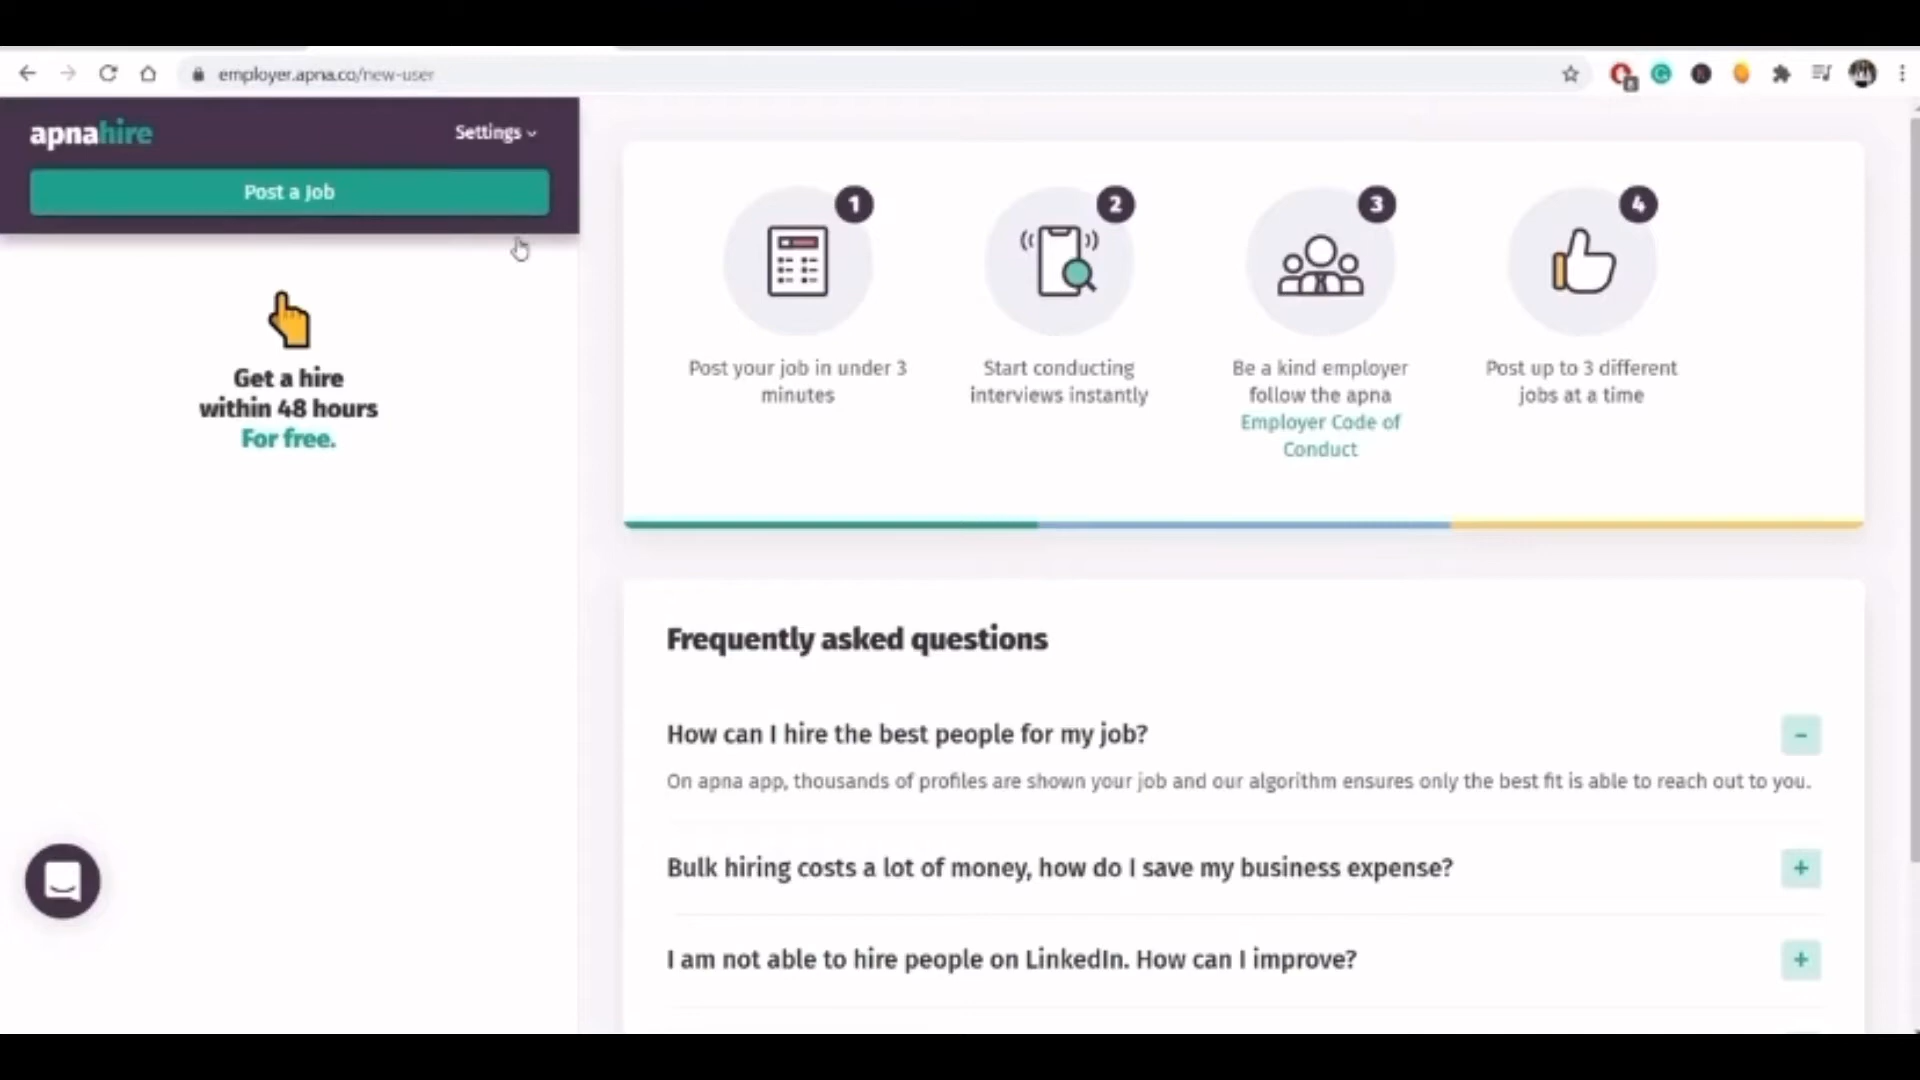 employer.apna.co/new-user
apnahire
Settings
Post a Job
Get a hire
within 48 hours
For free.
1
2
3
4
Post your job in under 3
minutes
Start conducting
interviews instantly
Be a kind employer
follow the apna
Employer Code of
Conduct
Post up to 3 different
jobs at a time
Frequently asked questions
How can I hire the best people for my job?
On apna app, thousands of profiles are shown your job and our algorithm ensures only the best fit is able to reach out to you.
Bulk hiring costs a lot of money, how do I save my business expense?
I am not able to hire people on LinkedIn. How can I improve?